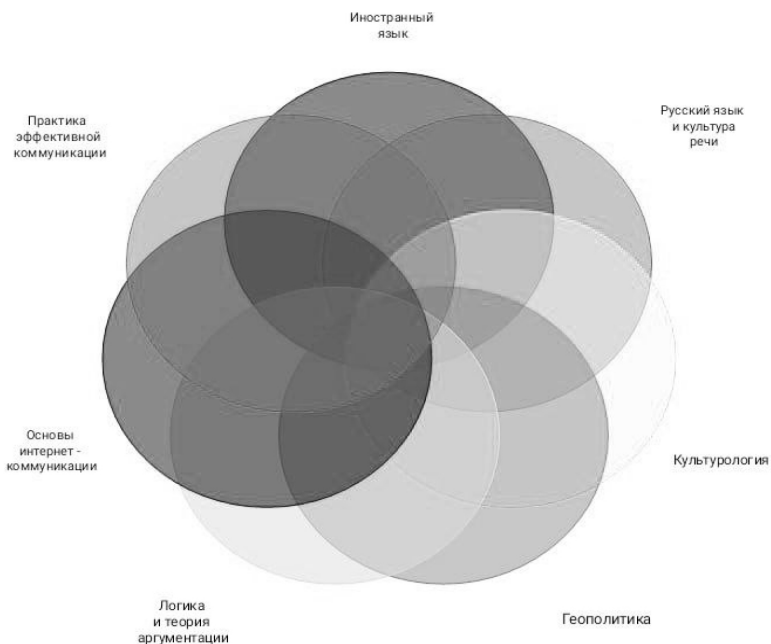 Иностранный
язык
Русский язык
и культура
речи
Культурология
Геополитика
Логика
и теория
аргументации
Основы
интернет -
коммуникации
Практика
эффективной
коммуникации